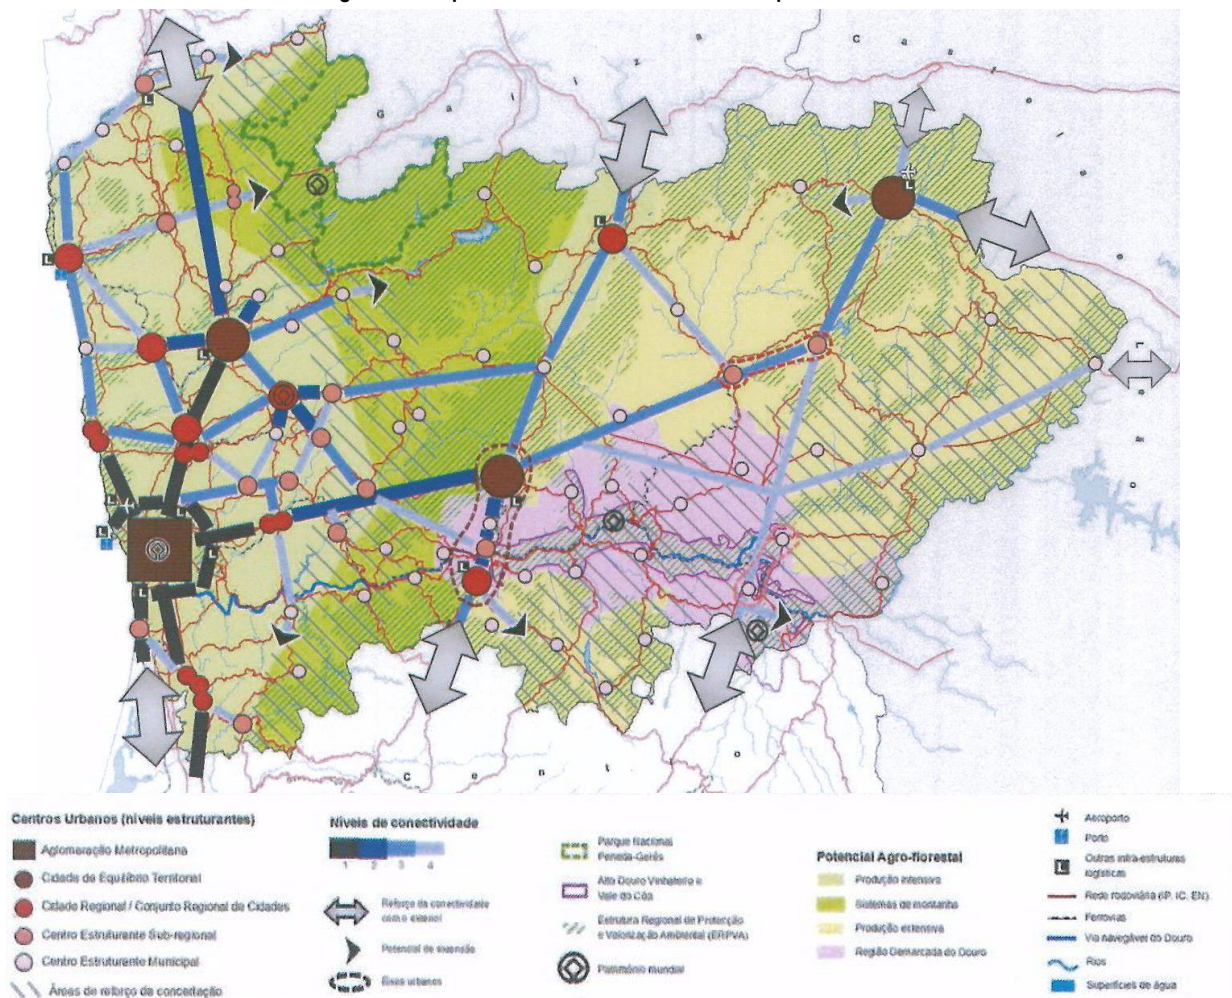 G a l i z a
C a s t e l a
L e ã o
C e n t r o
Centros Urbanos (níveis estruturantes)
Aglomeração Metropolitana
Cidade de Equilíbrio Territorial
Cidade Regional / Conjunto Regional de Cidades
Centro Estruturante Sub-regional
Centro Estruturante Municipal
Áreas de reforço da concertação
Níveis de conectividade
1 2 3 4
Reforço da conectividade
com o exterior
Potencial de extensão
Eixos urbanos
Parque Nacional
Peneda-Gerês
Alto Douro Vinhateiro e
Vale do Côa
Estrutura Regional de Protecção
e Valorização Ambiental (ERPVA)
Património mundial
Potencial Agro-florestal
Produção intensiva
Sistemas de montanha
Produção extensiva
Região Demarcada do Douro
Aeroporto
Porto
L Outras infra-estruturas
logísticas
Rede rodoviária (IP, IC, EN)
Ferrovias
Via navegável do Douro
Rios
Superfícies de água